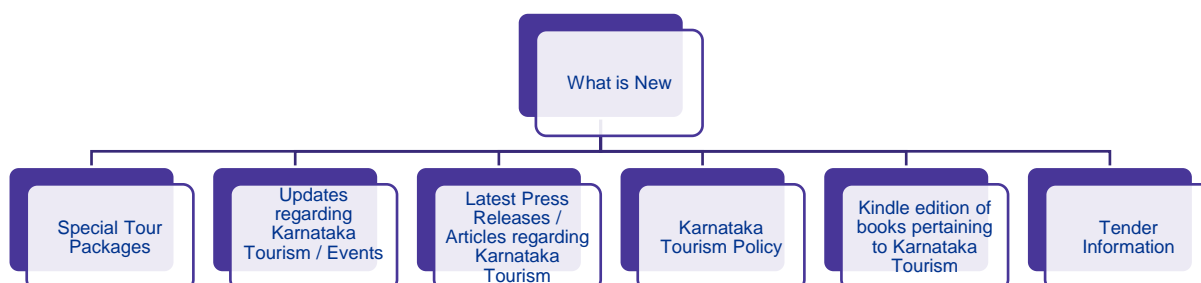 What is New
Special Tour
Packages
Updates
regarding
Karnataka
Tourism / Events
Latest Press
Releases /
Articles regarding
Karnataka
Tourism
Karnataka
Tourism Policy
Kindle edition of
books pertaining
to Karnataka
Tourism
Tender
Information